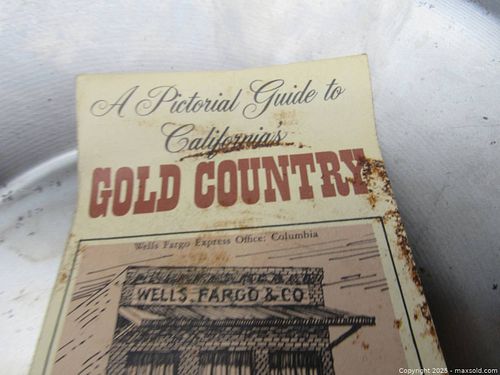 A Pictorial Guide to
California's
GOLD COUNTRY
Wells Fargo Express Office: Columbia
WELLS, FARGO & CO
Copyright 2025 - maxsold.com